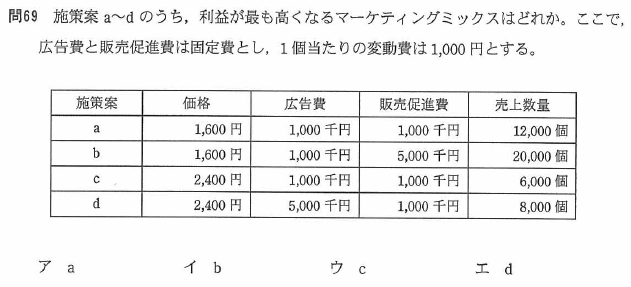 問69 施策案 a～d のうち，利益が最も高くなるマーケティングミックスはどれか。ここで，
広告費と販売促進費は固定費とし，1個当たりの変動費は 1,000 円とする。
施策案 価格 広告費 販売促進費 売上数量
a 1,600 円 1,000 千円 1,000 千円 12,000 個
b 1,600 円 1,000 千円 5,000 千円 20,000 個
c 2,400 円 1,000 千円 1,000 千円 6,000 個
d 2,400 円 5,000 千円 1,000 千円 8,000 個
ア a イ b ウ c エ d